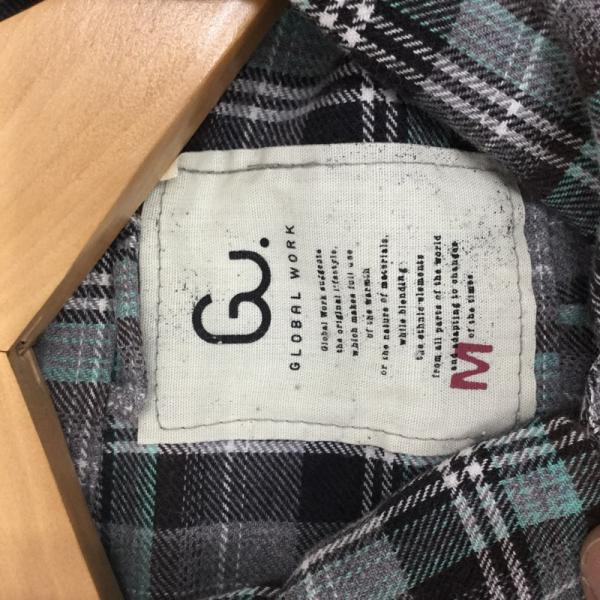 GW.
GLOBAL WORK
Global Work suggests
the original lifestyle,
which makes full use
of the warmth
or the nature of materials,
while blending
the ethnic elements
from all parts of the world
and adapting to changes
of the times
M